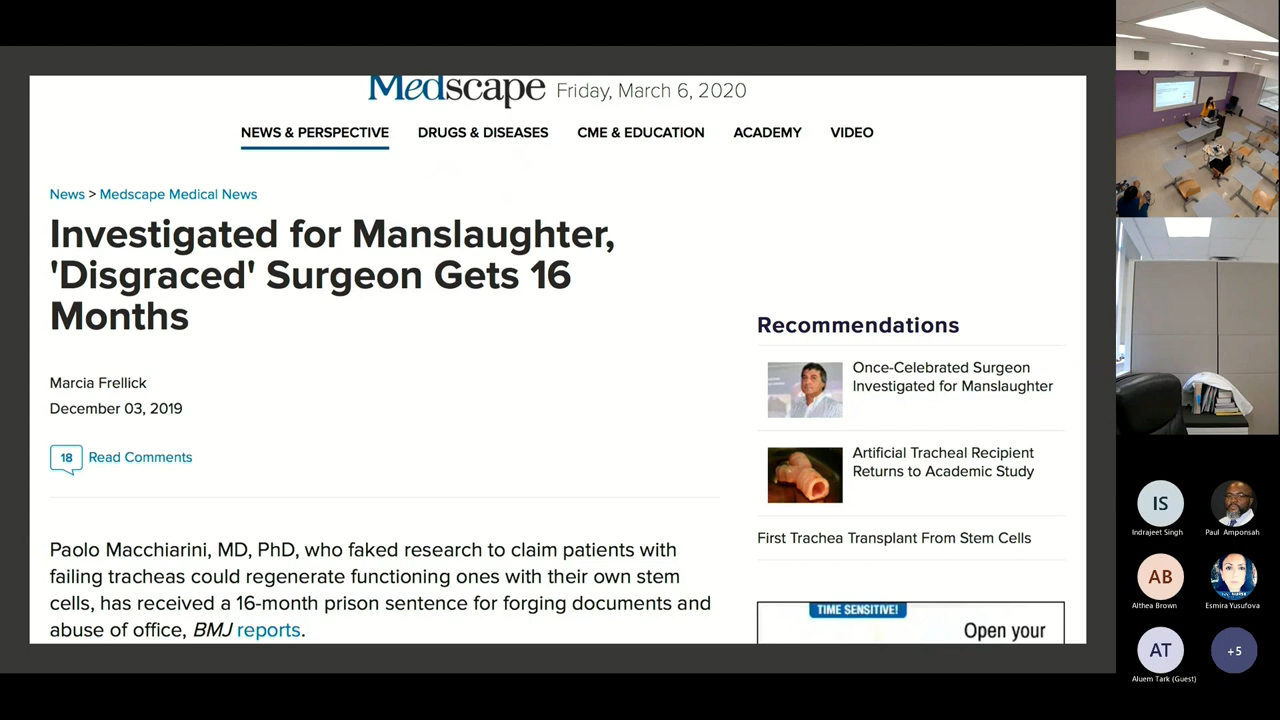 Medscape Friday, March 6, 2020
NEWS & PERSPECTIVE DRUGS & DISEASES CME & EDUCATION ACADEMY VIDEO
News > Medscape Medical News
Investigated for Manslaughter,
'Disgraced' Surgeon Gets 16
Months
Marcia Frellick
December 03, 2019
18 Read Comments
Paolo Macchiarini, MD, PhD, who faked research to claim patients with
failing tracheas could regenerate functioning ones with their own stem
cells, has received a 16-month prison sentence for forging documents and
abuse of office, BMJ reports.
Recommendations
Once-Celebrated Surgeon
Investigated for Manslaughter
Artificial Tracheal Recipient
Returns to Academic Study
First Trachea Transplant From Stem Cells
TIME SENSITIVE!
Open your
IS
Indrajeet Singh
Paul Amponsah
AB
Althea Brown
Esmira Yusufova
AT
Aluem Tark (Guest)
+5